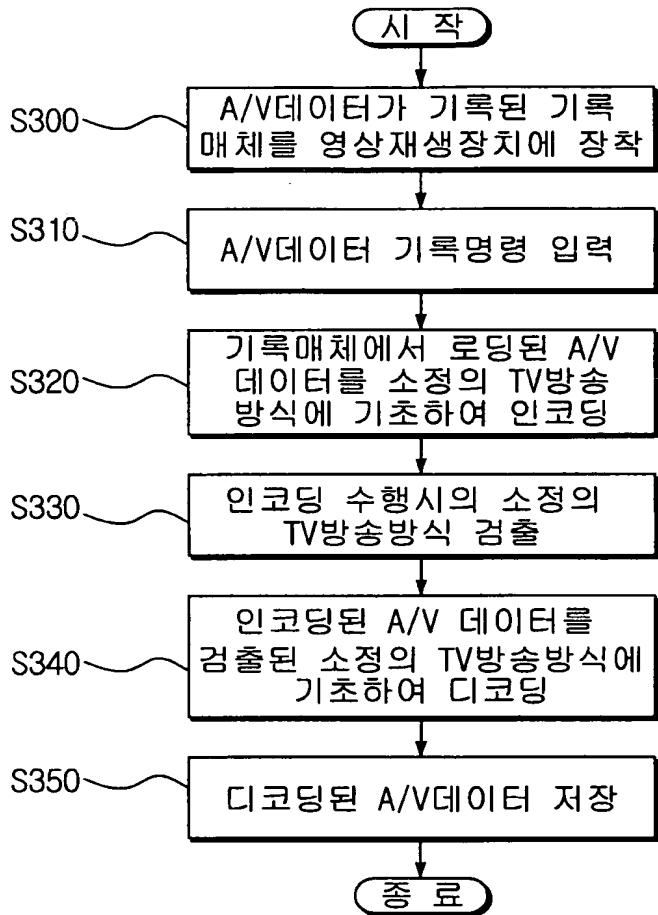 시 작
S300
A/V데이터가 기록된 기록
매체를 영상재생장치에 장착
S310
A/V데이터 기록명령 입력
S320
기록매체에서 로딩된 A/V
데이터를 소정의 TV방송
방식에 기초하여 인코딩
S330
인코딩 수행시의 소정의
TV방송방식 검출
S340
인코딩된 A/V 데이터를
검출된 소정의 TV방송방식에
기초하여 디코딩
S350
디코딩된 A/V데이터 저장
종 료